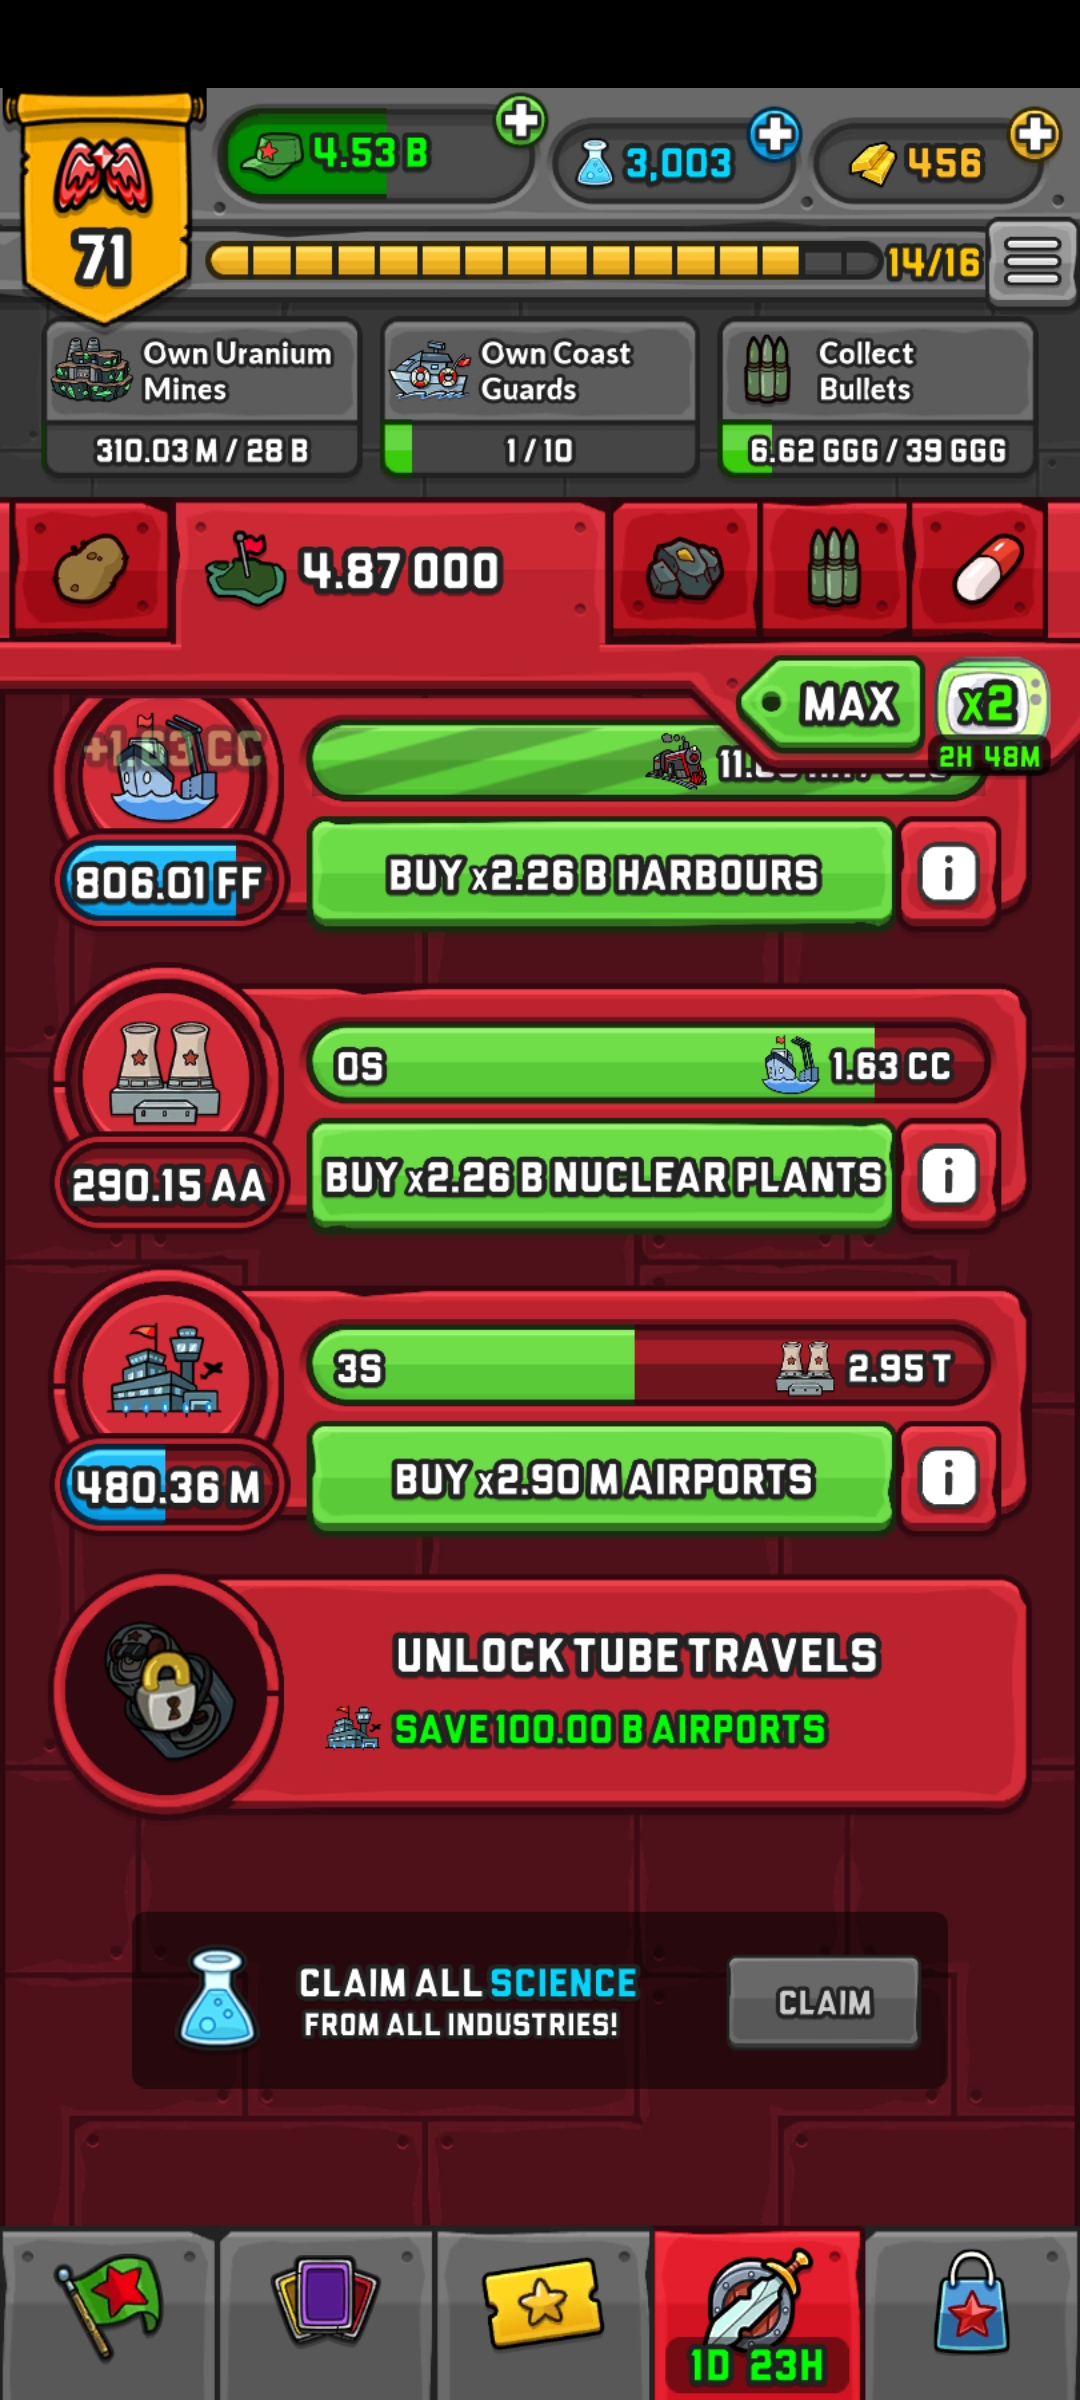 4.53 B
3,003
456
71
14/16
Own Uranium
Mines
310.03 M / 28 B
Own Coast
Guards
1 / 10
Collect
Bullets
6.62 GGG / 39 GGG
4.87 000
MAX
x2
2H 48M
+1.63 CC
806.01 FF
BUY x2.26 B HARBOURS
i
0S
1.63 CC
290.15 AA
BUY x2.26 B NUCLEAR PLANTS
i
3S
2.95 T
480.36 M
BUY x2.90 M AIRPORTS
i
UNLOCK TUBE TRAVELS
SAVE 100.00 B AIRPORTS
CLAIM ALL SCIENCE
FROM ALL INDUSTRIES!
CLAIM
1D 23H